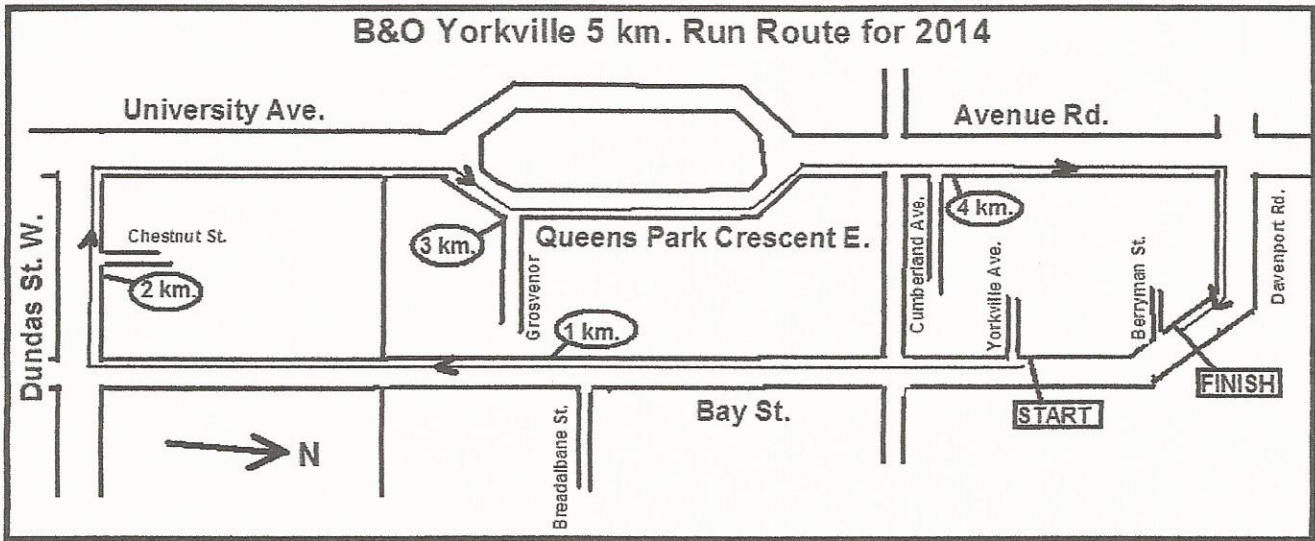 B&O Yorkville 5 km. Run Route for 2014
University Ave.
Avenue Rd.
Dundas St. W.
Chestnut St.
2 km.
3 km.
Grosvenor
Queens Park Crescent E.
1 km.
Cumberland Ave.
4 km.
Yorkville Ave.
Berryman St.
Davenport Rd.
FINISH
START
Bay St.
Breadalbane St.
N